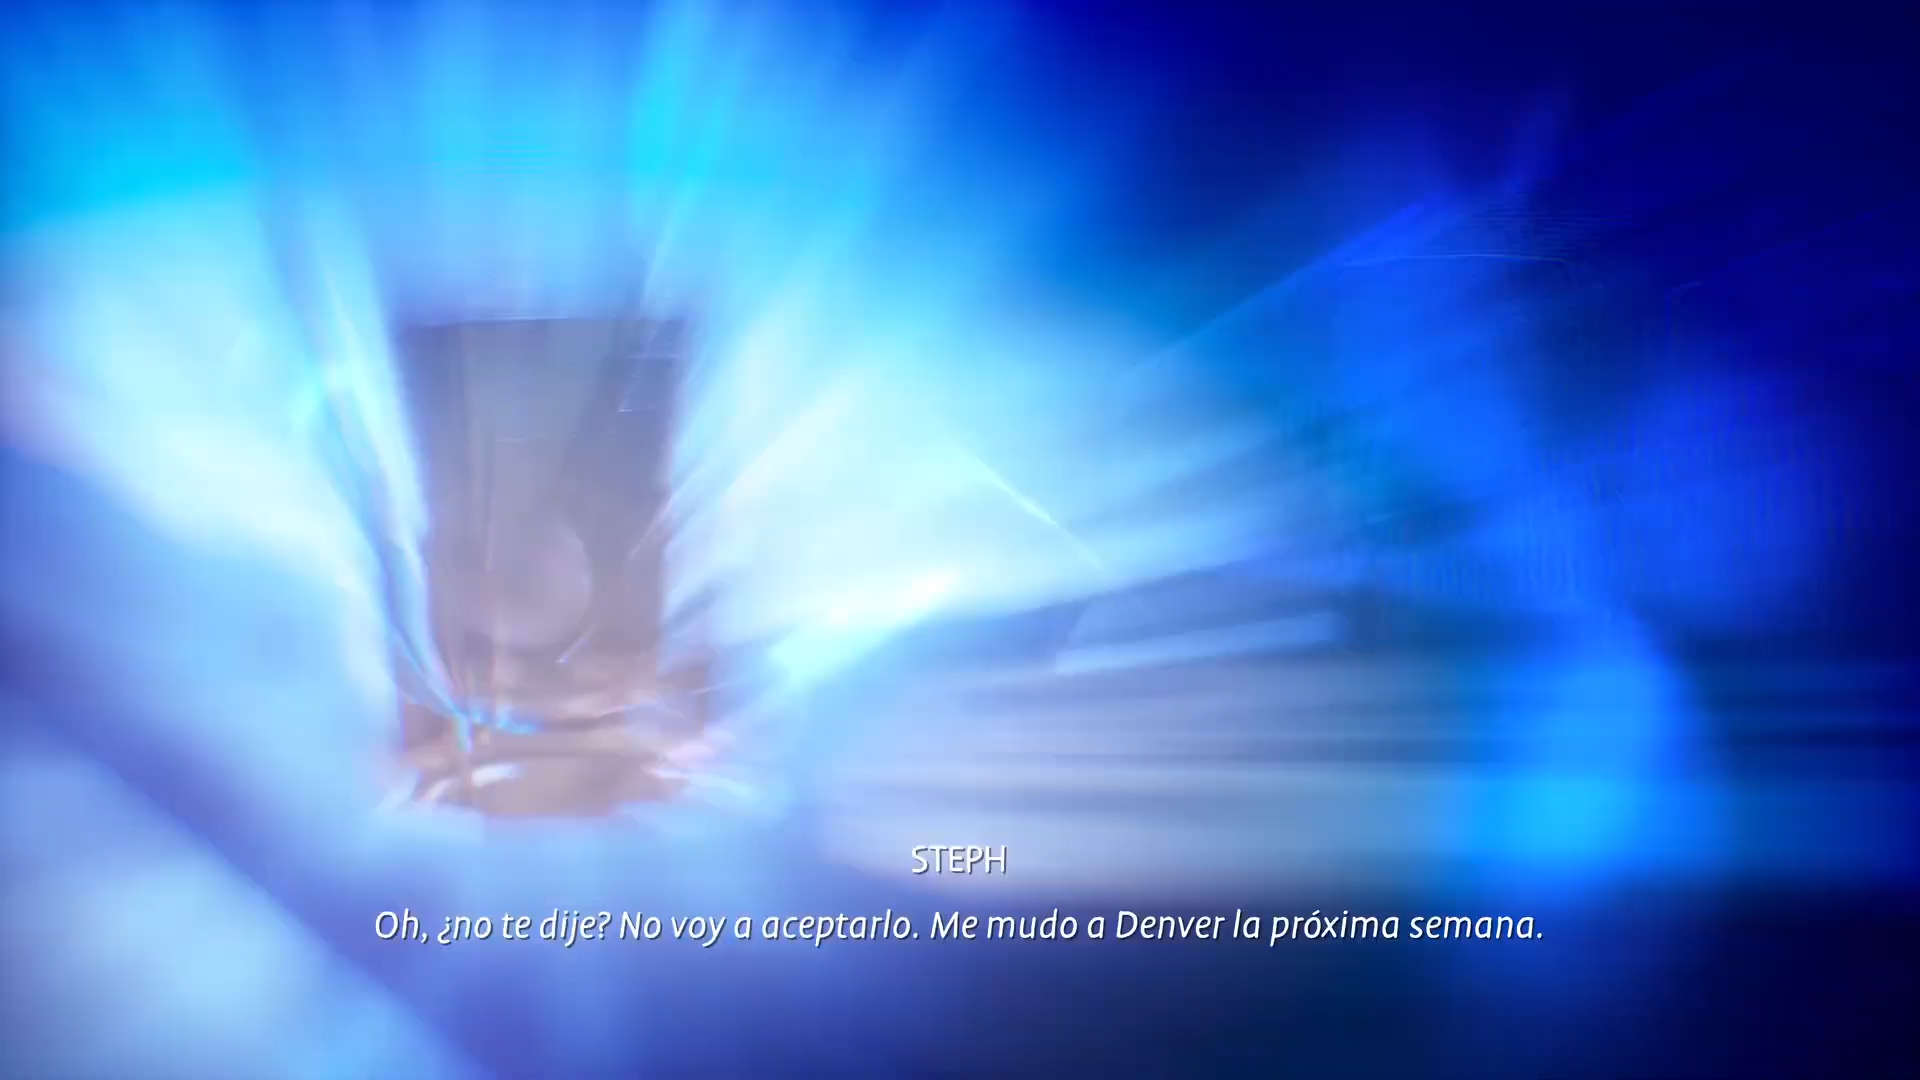 STEPH
Oh, ¿no te dije? No voy a aceptarlo. Me mudo a Denver la próxima semana.